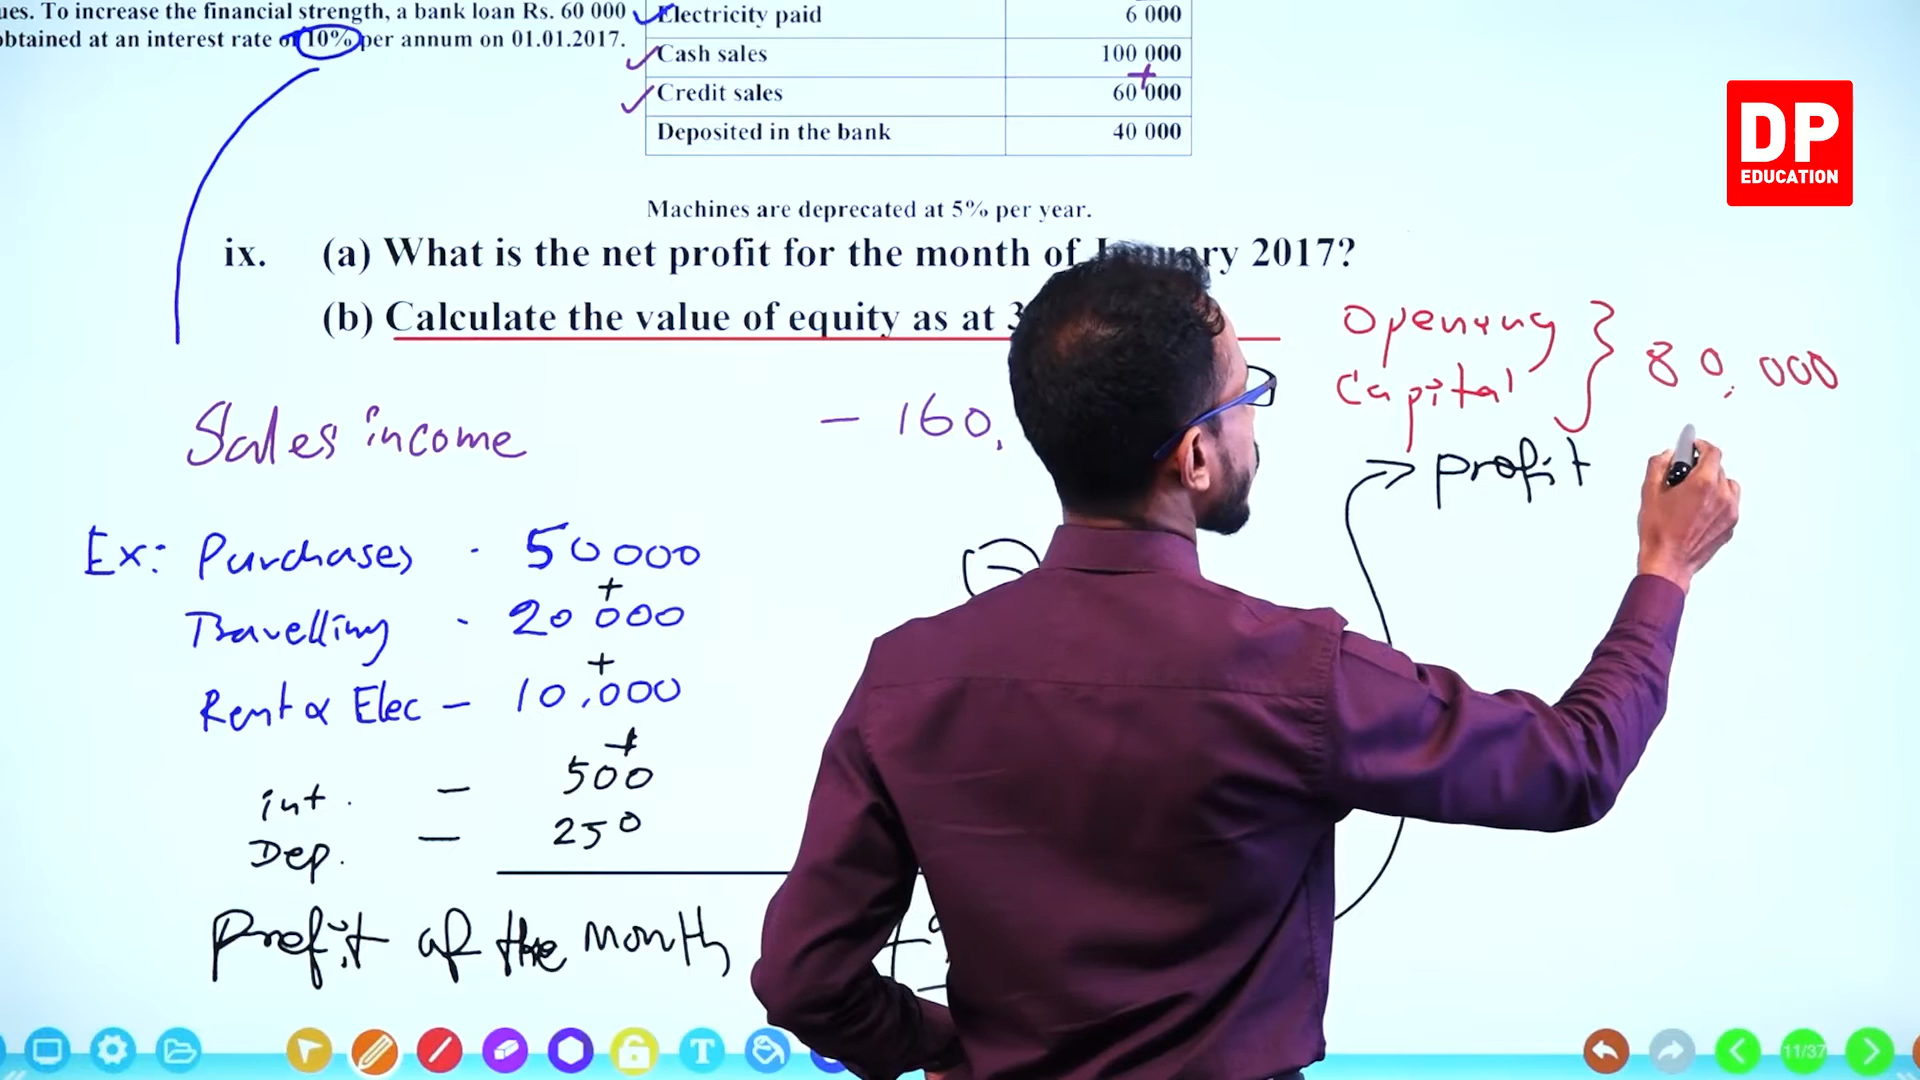 ues. To increase the financial strength, a bank loan Rs. 60 000
obtained at an interest rate of 10% per annum on 01.01.2017.
Electricity paid 6 000
Cash sales 100 000
+
Credit sales 60 000
Deposited in the bank 40 000
DP
EDUCATION
Machines are deprecated at 5% per year.
ix. (a) What is the net profit for the month of January 2017?
(b) Calculate the value of equity as at 3
Opening
Capital } 80,000
→ profit
Sales income - 160,
Ex: Purchases - 50000
+
Travelling - 20000
+
Rent & Elec - 10,000
+
int. - 500
Dep. - 250
Profit of the month
11/37
T